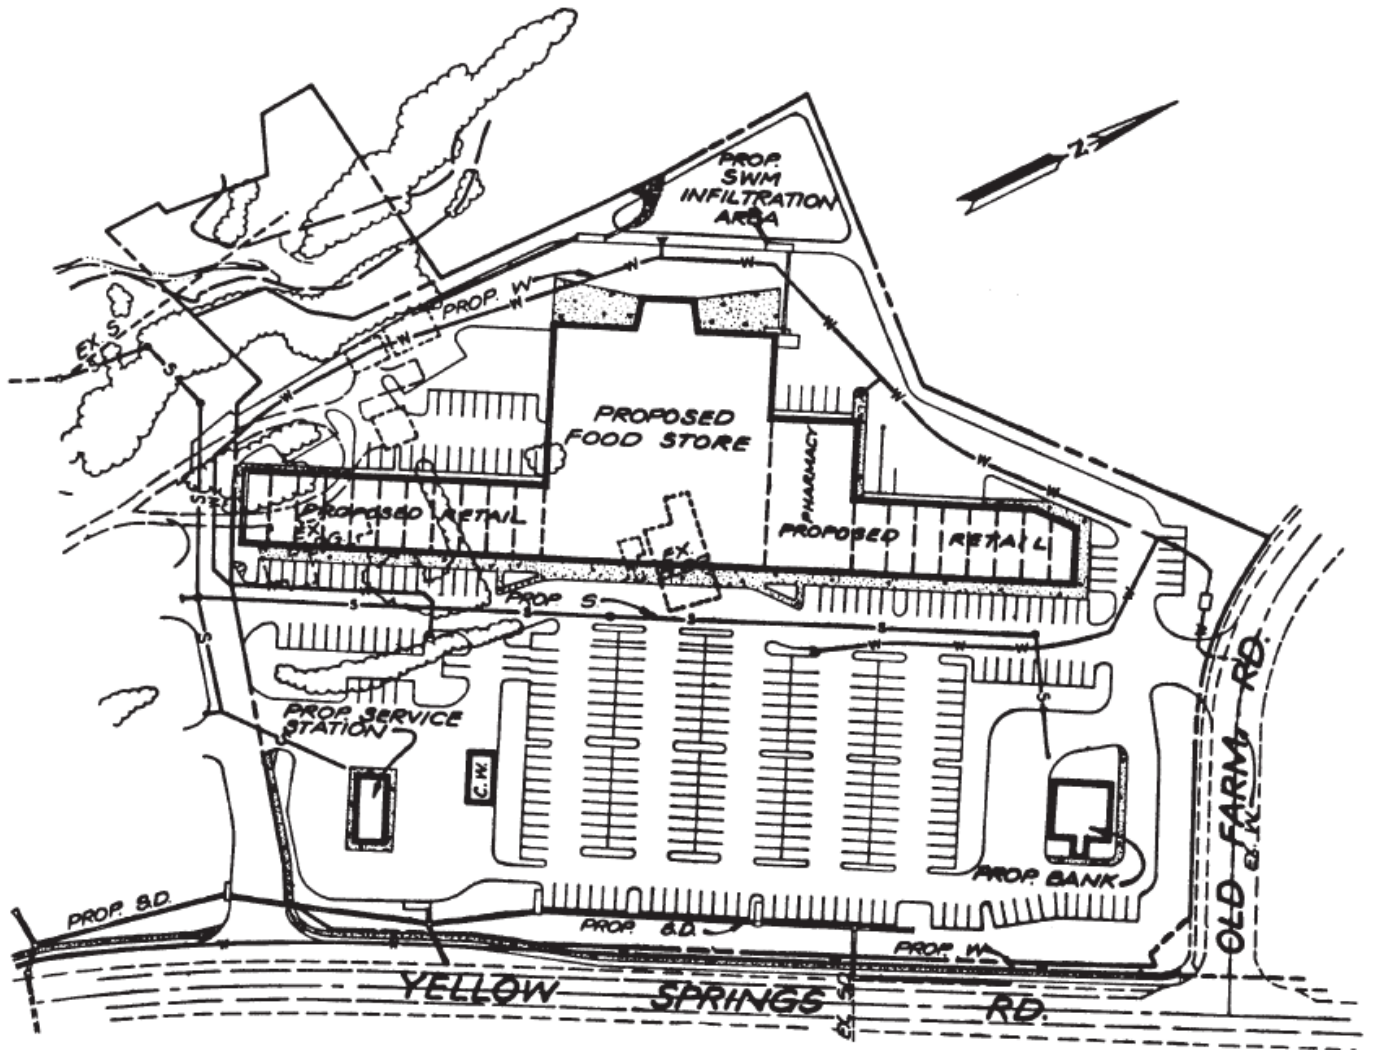 PROP.
SWM
INFILTRATION
AREA
N
PROP. W
W
W
W
W
W
W
EX. S
S
S
W
W
W
PROPOSED
FOOD STORE
PHARMACY
PROPOSED RETAIL
EX.
PROPOSED RETAIL
EX.
S
W
PROP. S.
S
S
S
S
W
W
W
W
S
S
PROP. SERVICE
STATION
S
C.W.
PROP. BANK
OLD FARM RD.
EX. W.
PROP. S.D.
PROP. S.D.
PROP. W
YELLOW SPRINGS RD.
EX. S.